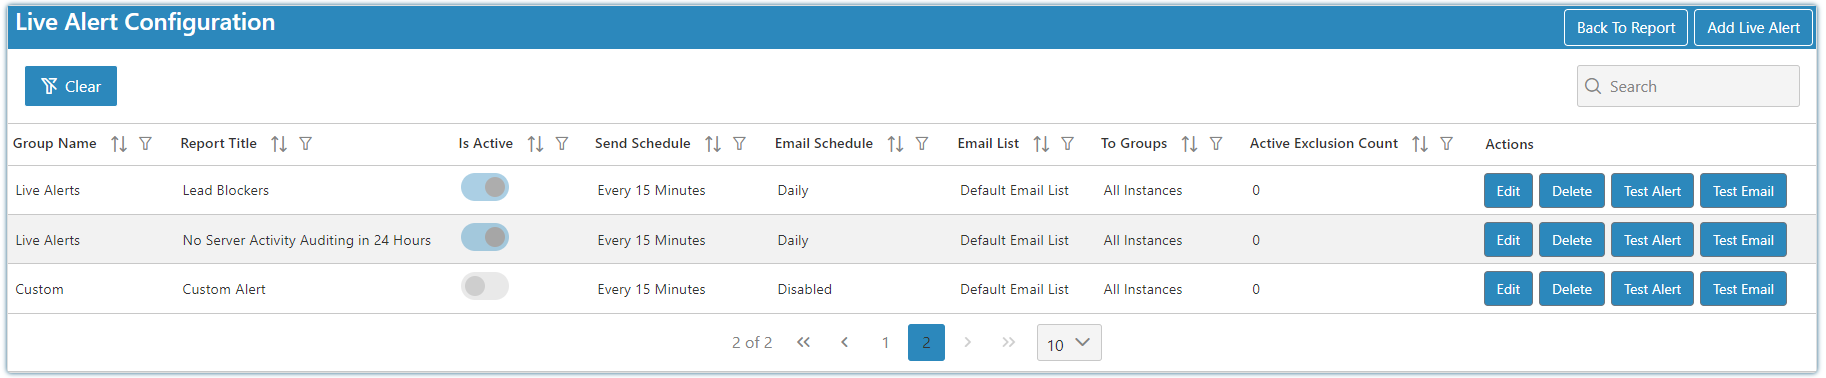 Live Alert Configuration Back To Report Add Live Alert
Clear Search
Group Name Report Title Is Active Send Schedule Email Schedule Email List To Groups Active Exclusion Count Actions
Live Alerts Lead Blockers Every 15 Minutes Daily Default Email List All Instances 0 Edit Delete Test Alert Test Email
Live Alerts No Server Activity Auditing in 24 Hours Every 15 Minutes Daily Default Email List All Instances 0 Edit Delete Test Alert Test Email
Custom Custom Alert Every 15 Minutes Disabled Default Email List All Instances 0 Edit Delete Test Alert Test Email
2 of 2 « ‹ 1 2 › » 10